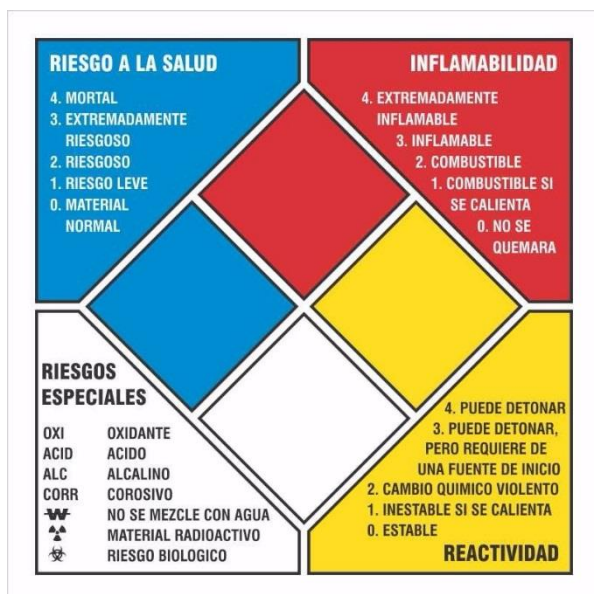 RIESGO A LA SALUD
4. MORTAL
3. EXTREMADAMENTE
RIESGOSO
2. RIESGOSO
1. RIESGO LEVE
0. MATERIAL
NORMAL
INFLAMABILIDAD
4. EXTREMADAMENTE
INFLAMABLE
3. INFLAMABLE
2. COMBUSTIBLE
1. COMBUSTIBLE SI
SE CALIENTA
0. NO SE
QUEMARA
RIESGOS
ESPECIALES
OXI OXIDANTE
ACID ACIDO
ALC ALCALINO
CORR COROSIVO
W NO SE MEZCLE CON AGUA
MATERIAL RADIOACTIVO
RIESGO BIOLOGICO
4. PUEDE DETONAR
3. PUEDE DETONAR,
PERO REQUIERE DE
UNA FUENTE DE INICIO
2. CAMBIO QUIMICO VIOLENTO
1. INESTABLE SI SE CALIENTA
0. ESTABLE
REACTIVIDAD